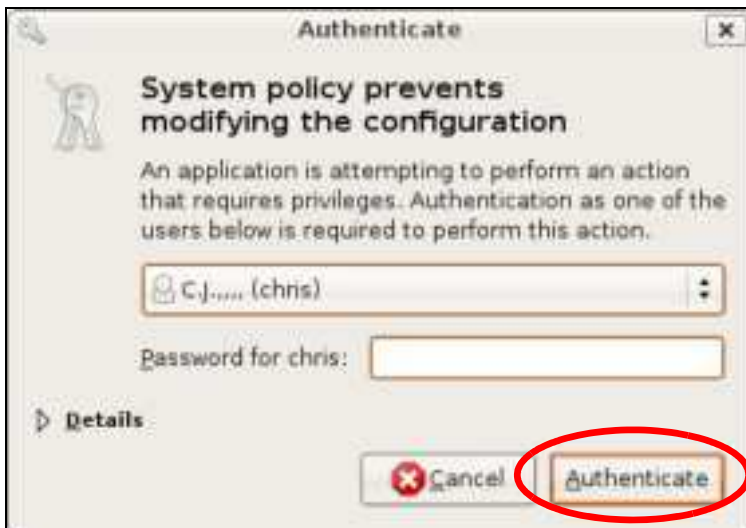 Authenticate
System policy prevents
modifying the configuration
An application is attempting to perform an action
that requires privileges. Authentication as one of the
users below is required to perform this action.
C.J.,,,, (chris)
Password for chris:
Details
Cancel
Authenticate